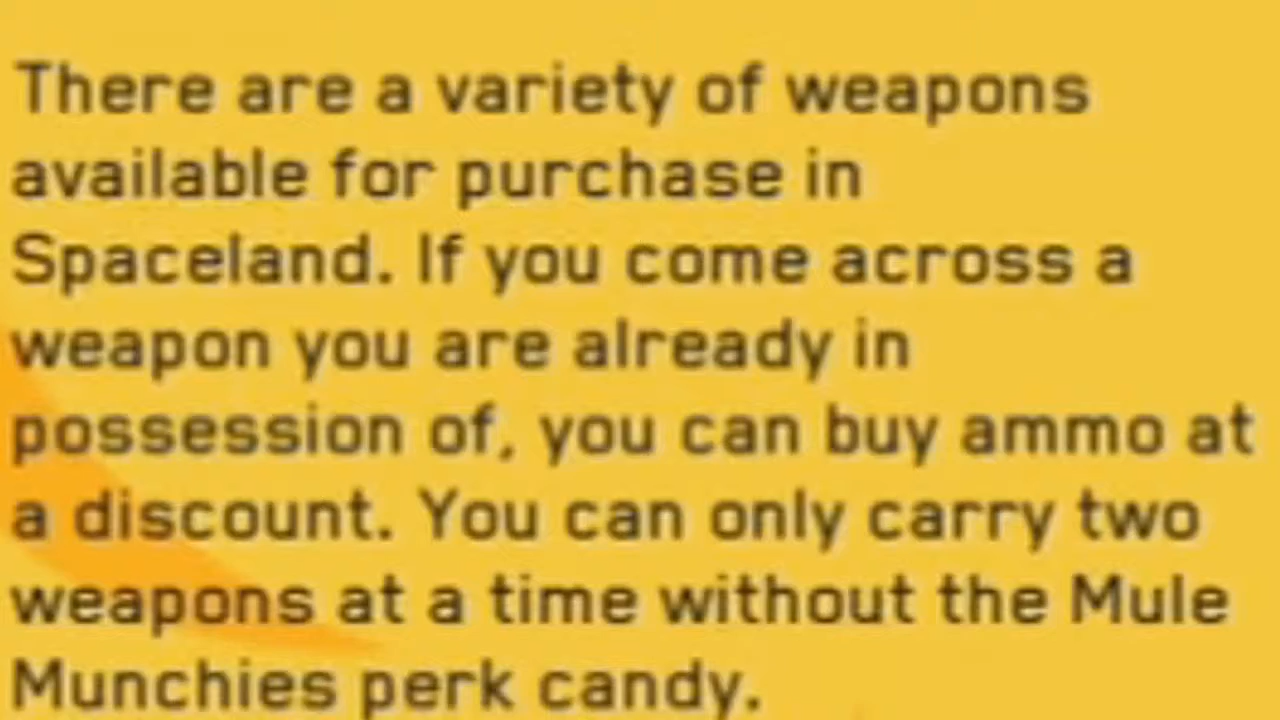 There are a variety of weapons
available for purchase in
Spaceland. If you come across a
weapon you are already in
possession of, you can buy ammo at
a discount. You can only carry two
weapons at a time without the Mule
Munchies perk candy.